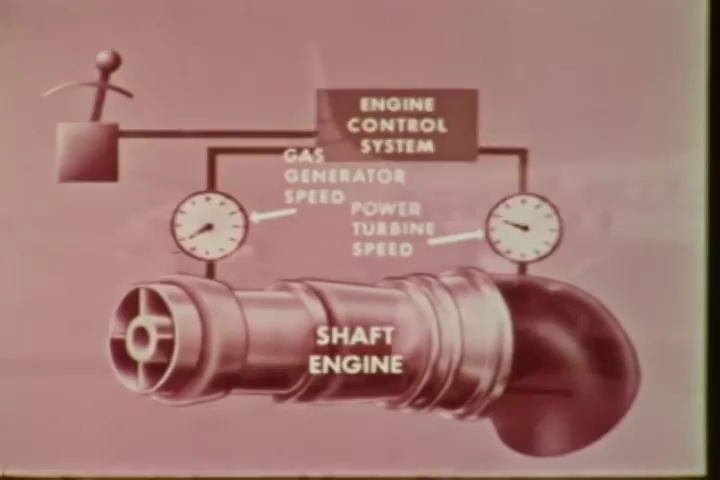 ENGINE
CONTROL
SYSTEM
GAS
GENERATOR
SPEED
POWER
TURBINE
SPEED
SHAFT
ENGINE